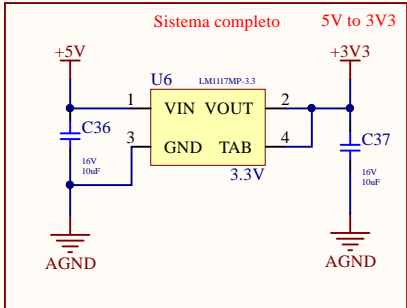 Sistema completo 5V to 3V3
+5V
+3V3
U6 LM1117MP-3.3
1 VIN VOUT 2
C36
3 GND TAB 4
C37
16V
10uF
3.3V
16V
10uF
AGND
AGND